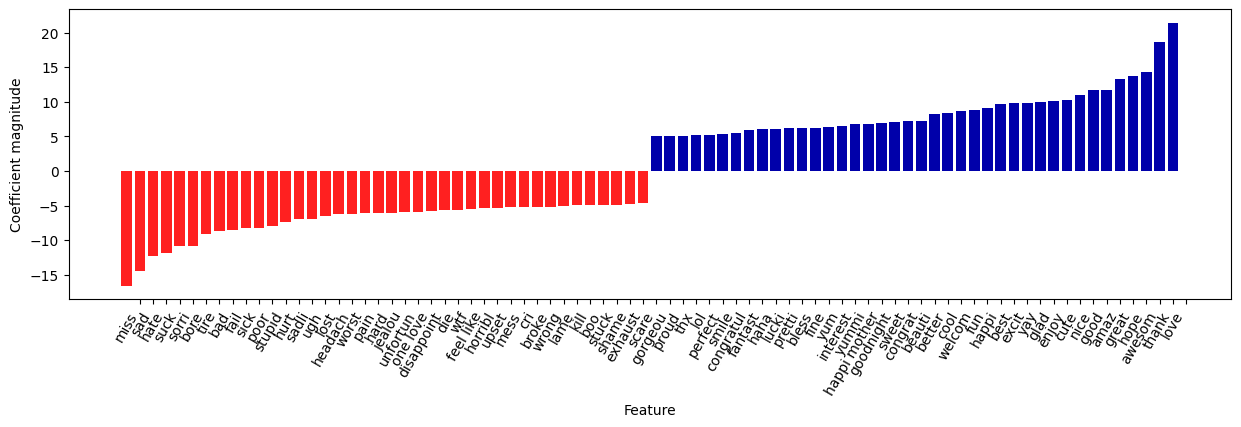 20
15
10
5
0
−5
−10
−15
Coefficient magnitude
miss
sad
hate
suck
sorri
bore
tire
bad
fail
sick
poor
stupid
hurt
sadli
ugh
lost
headach
worst
pain
hard
jealou
unfortun
one love
disappoint
die
wtf
feel like
horribl
upset
mess
cri
broke
wrong
lame
kill
boo
stuck
shame
exhaust
scare
gorgeou
proud
thx
lol
perfect
smile
congratul
fantast
haha
lucki
pretti
bless
fine
yum
interest
yummi
happi mother
goodnight
sweet
congrat
beauti
better
cool
welcom
fun
happi
best
excit
yay
glad
enjoy
cute
nice
good
amaz
great
hope
awesom
thank
love
Feature